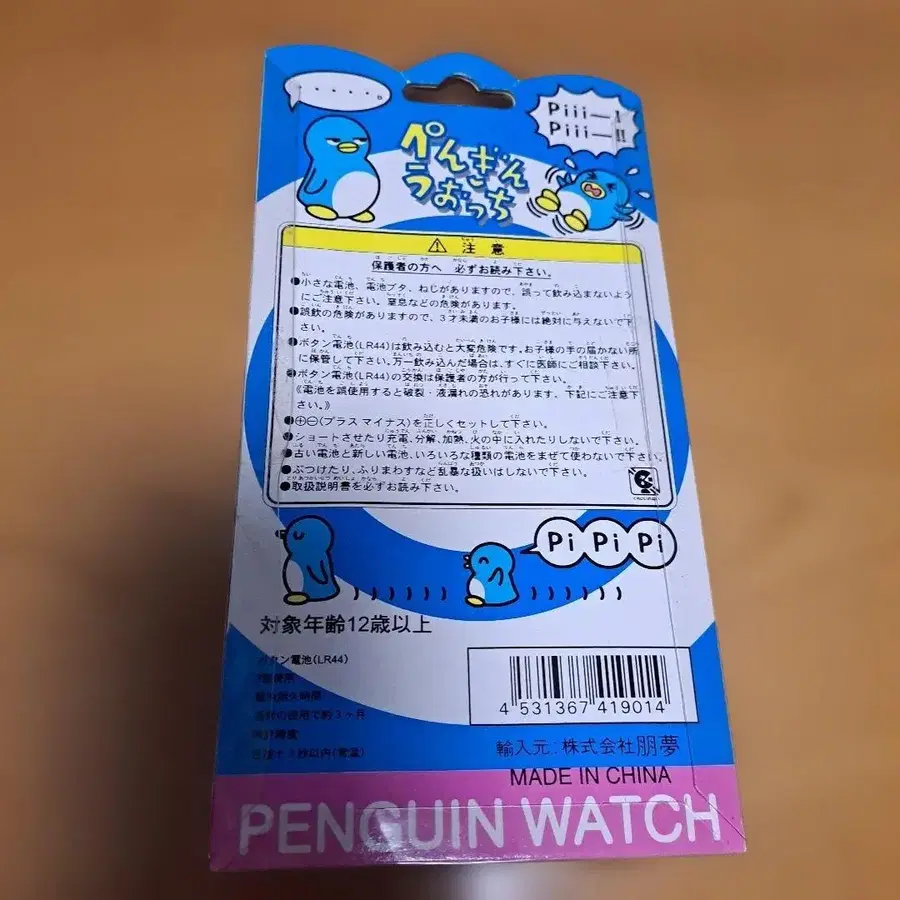 ・・・・・。
Piii—!
Piii—!!
ぺんぎん
うおっち
注意
保護者の方へ 必ずお読み下さい。
●小さな電池、電池ブタ、ねじがありますので、誤って飲み込まないよう
にご注意下さい。窒息などの危険があります。
●誤飲の危険がありますので、3才未満のお子様には絶対に与えないで下
さい。
●ボタン電池(LR44)は飲み込むと大変危険です。お子様の手の届かない所
に保管して下さい。万一飲み込んだ場合は、すぐに医師にご相談下さい。
●ボタン電池(LR44)の交換は保護者の方が行って下さい。
《電池を誤使用すると破裂・液漏れの恐れがあります、下記にご注意下
さい。》
●⊕⊖(プラス マイナス)を正しくセットして下さい。
●ショートさせたり充電、分解、加熱、火の中に入れたりしないで下さい。
●古い電池と新しい電池、いろいろな種類の電池をまぜて使わないで下さい。
●ぶつけたり、ふりまわすなど乱暴な扱いはしないで下さい。
●取扱説明書を必ずお読み下さい。
Pi Pi Pi
対象年齢12歳以上
ボタン電池(LR44)
通常の使用で約3ヶ月
4 531367 419014
輸入元:株式会社朋夢
MADE IN CHINA
PENGUIN WATCH